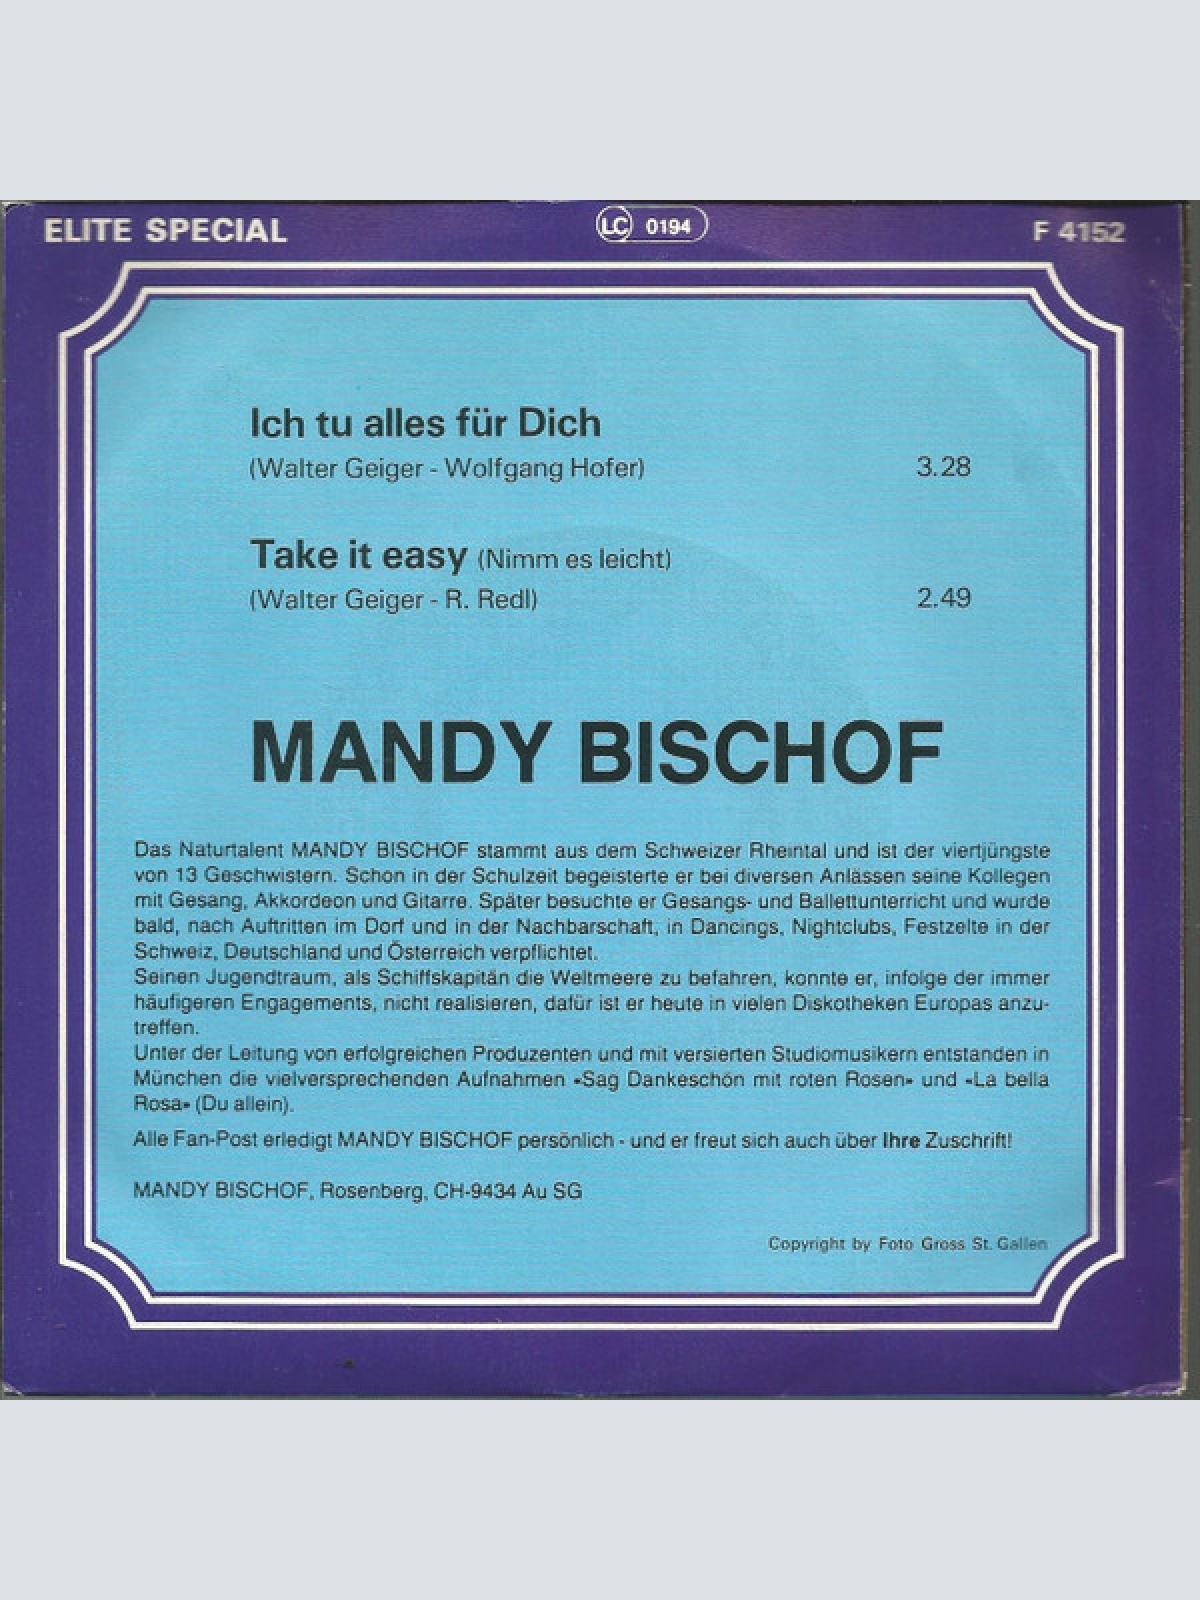 ELITE SPECIAL LC 0194 F 4152
Ich tu alles für Dich
(Walter Geiger - Wolfgang Hofer) 3.28
Take it easy (Nimm es leicht)
(Walter Geiger - R. Redl) 2.49
MANDY BISCHOF
Das Naturtalent MANDY BISCHOF stammt aus dem Schweizer Rheintal und ist der viertjüngste
von 13 Geschwistern. Schon in der Schulzeit begeisterte er bei diversen Anlässen seine Kollegen
mit Gesang, Akkordeon und Gitarre. Später besuchte er Gesangs- und Ballettunterricht und wurde
bald, nach Auftritten im Dorf und in der Nachbarschaft, in Dancings, Nightclubs, Festzelte in der
Schweiz, Deutschland und Österreich verpflichtet.
Seinen Jugendtraum, als Schiffskapitän die Weltmeere zu befahren, konnte er, infolge der immer
häufigeren Engagements, nicht realisieren, dafür ist er heute in vielen Diskotheken Europas anzu-
treffen.
Unter der Leitung von erfolgreichen Produzenten und mit versierten Studiomusikern entstanden in
München die vielversprechenden Aufnahmen «Sag Dankeschön mit roten Rosen» und «La bella
Rosa» (Du allein).
Alle Fan-Post erledigt MANDY BISCHOF persönlich - und er freut sich auch über Ihre Zuschrift!
MANDY BISCHOF, Rosenberg, CH-9434 Au SG
Copyright by Foto Gross St. Gallen